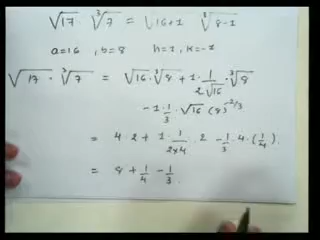 √17 · ∛7 = √16+1 ∛8-1
a=16 , b=8 h=1, k=-1
√17 · ∛7 = √16 · ∛8 + 1· 1/2√16 · ∛8
-1· 1/3 · √16 (8)^-2/3
= 4·2 + 1· 1/2×4 · 2 - 1/3 · 4 · (1/4).
= 8 + 1/4 - 1/3.